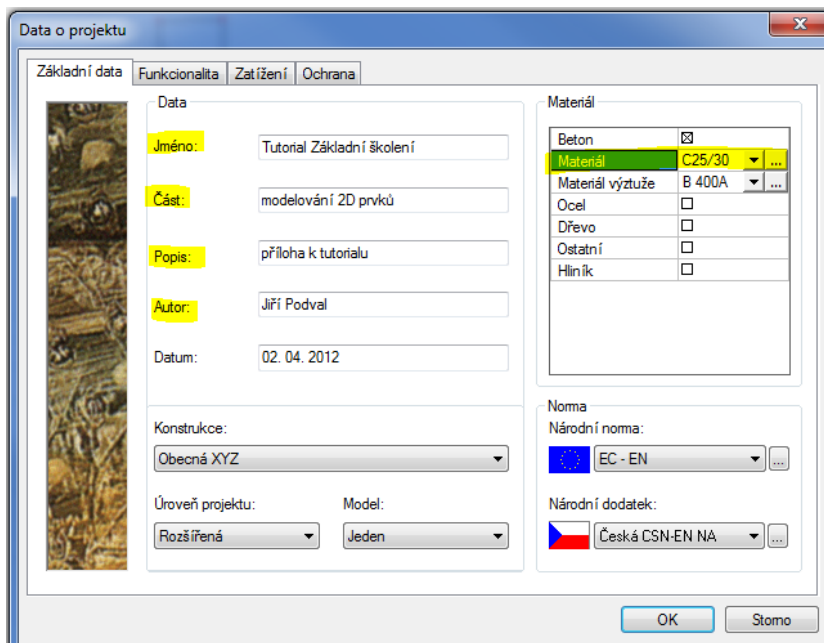 Data o projektu
Základní data Funkcionalita Zatížení Ochrana
Data
Jméno: Tutorial Základní školení
Část: modelování 2D prvků
Popis: příloha k tutorialu
Autor: Jiří Podval
Datum: 02. 04. 2012
Konstrukce:
Obecná XYZ
Úroveň projektu: Model:
Rozšířená Jeden
Materiál
Beton
Materiál C25/30 ...
Materiál výztuže B 400A ...
Ocel
Dřevo
Ostatní
Hliník
Norma
Národní norma:
EC - EN ...
Národní dodatek:
Česká CSN-EN NA ...
OK Storno